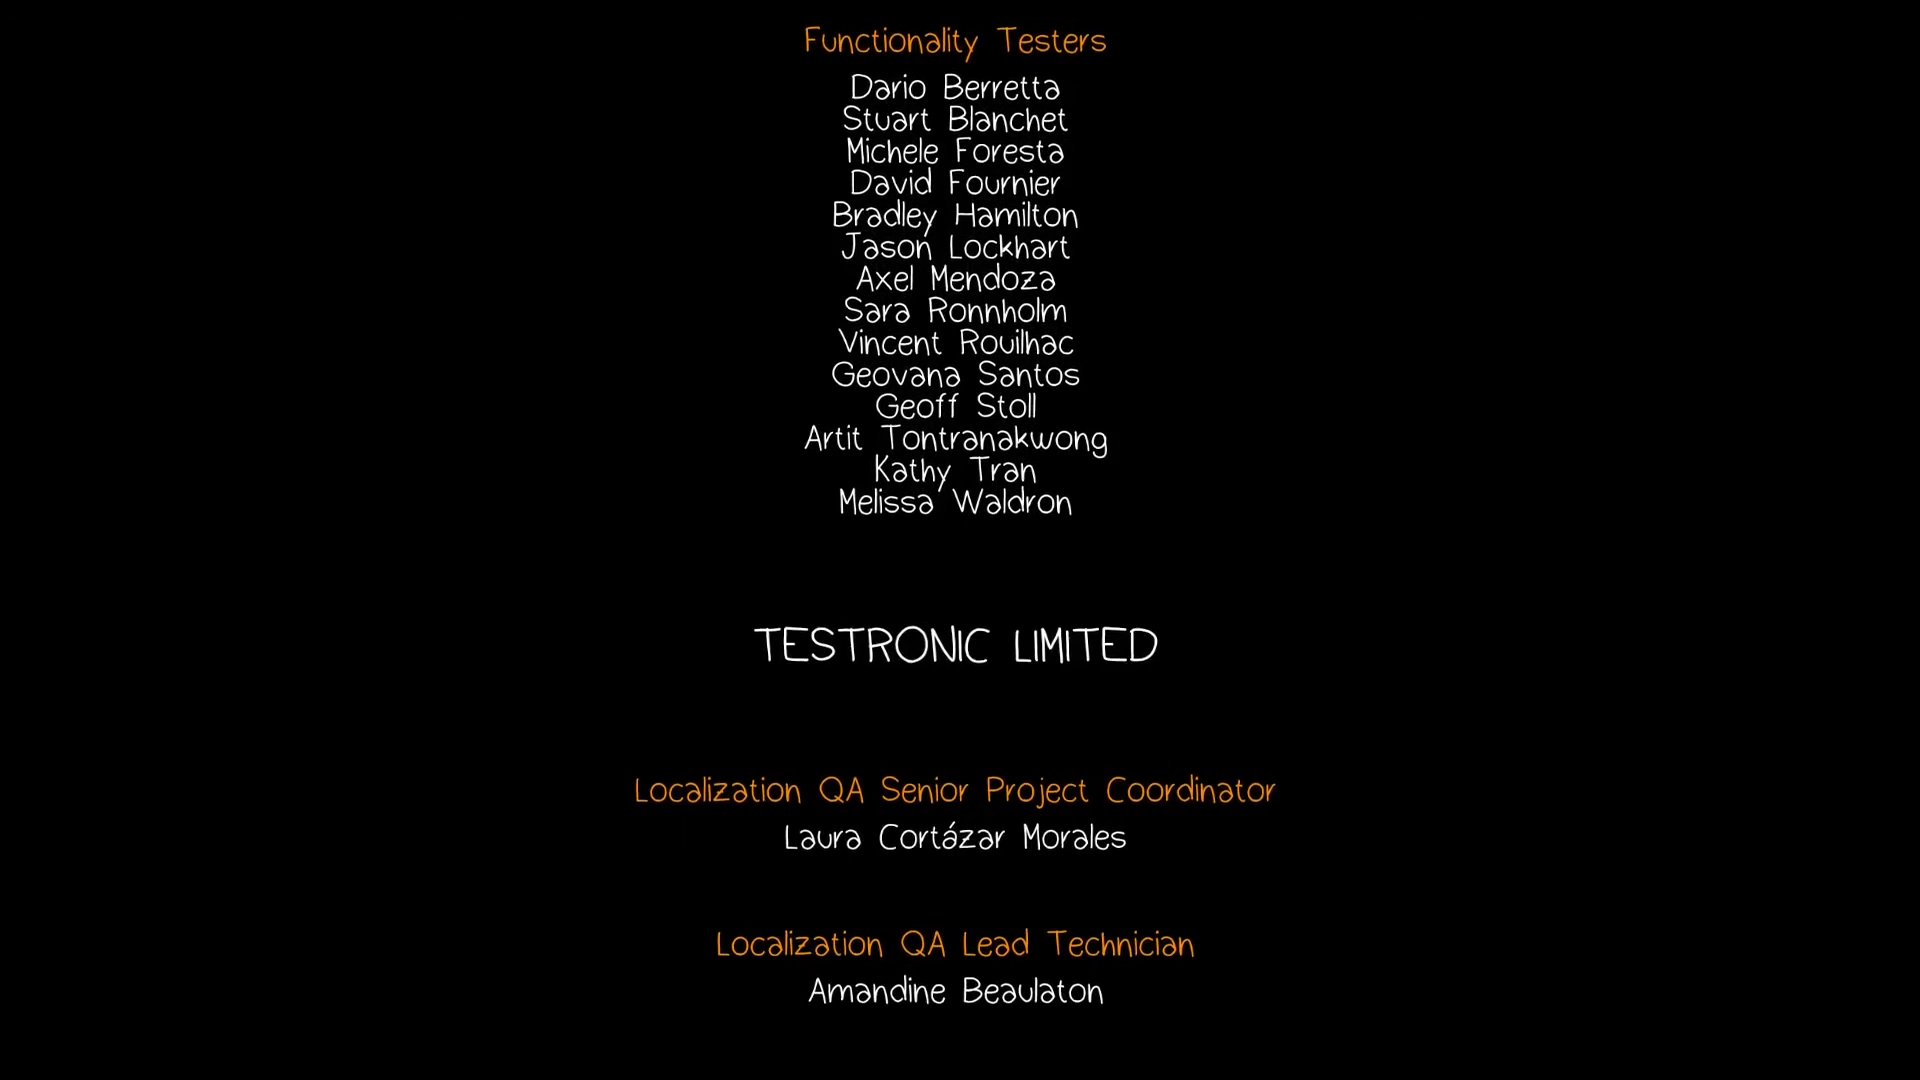 Functionality Testers
Dario Berretta
Stuart Blanchet
Michele Foresta
David Fournier
Bradley Hamilton
Jason Lockhart
Axel Mendoza
Sara Ronnholm
Vincent Rouilhac
Geovana Santos
Geoff Stoll
Artit Tontranakwong
Kathy Tran
Melissa Waldron
TESTRONIC LIMITED
Localization QA Senior Project Coordinator
Laura Cortázar Morales
Localization QA Lead Technician
Amandine Beaulaton